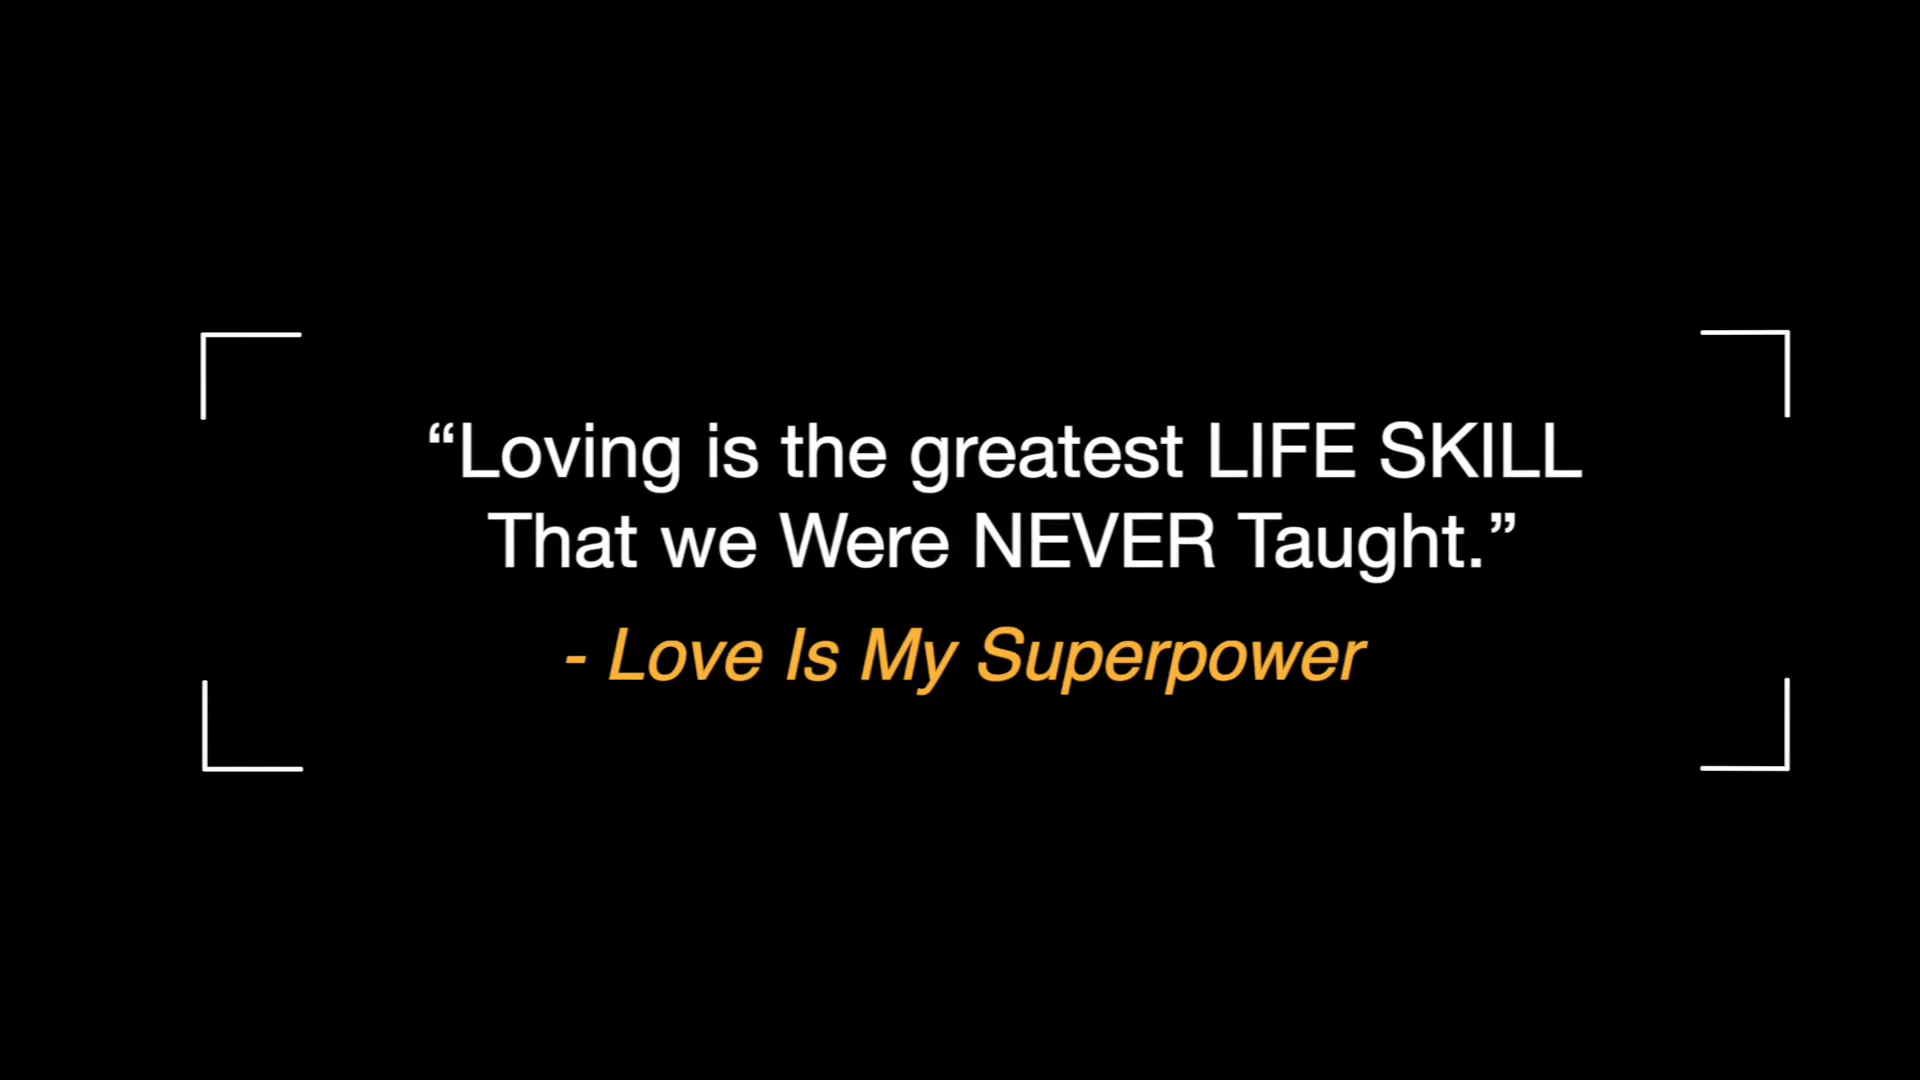 “Loving is the greatest LIFE SKILL
That we Were NEVER Taught.”
- Love Is My Superpower